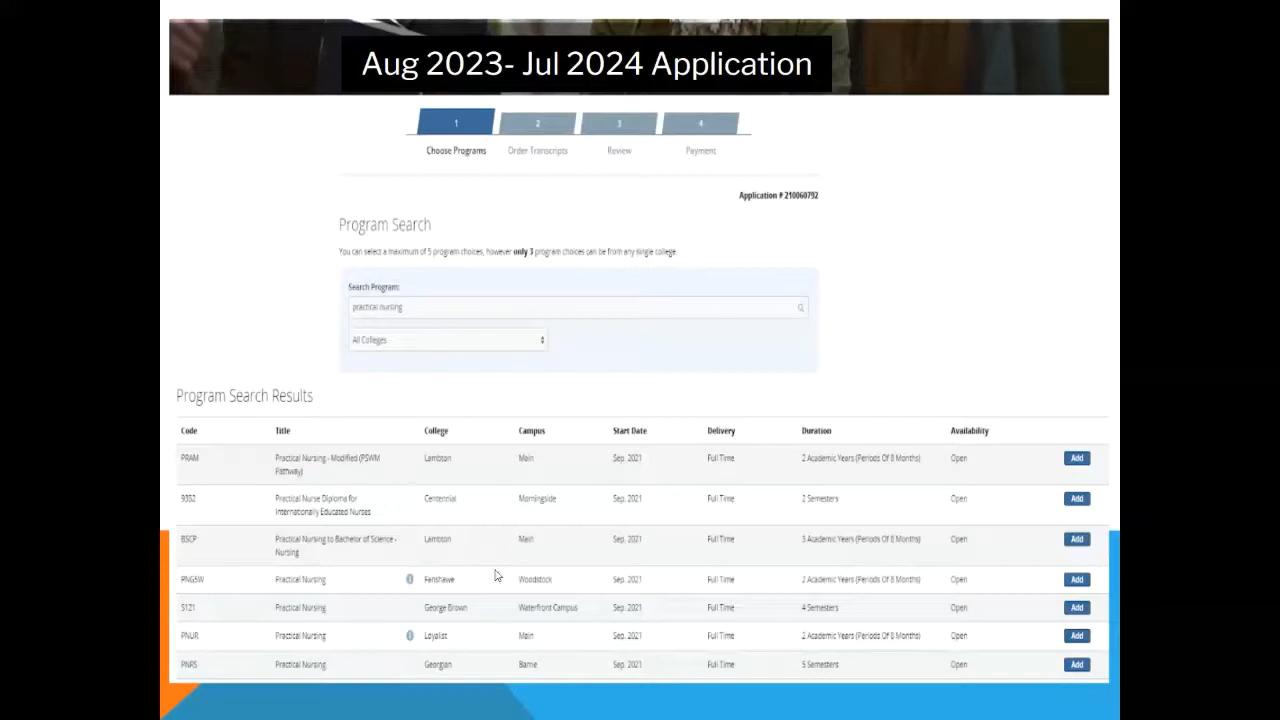 Aug 2023- Jul 2024 Application
1 2 3 4
Choose Programs Order Transcripts Review Payment
Application # 210060792
Program Search
You can select a maximum of 5 program choices, however only 3 program choices can be from any single college.
Search Program:
practical nursing
All Colleges
Program Search Results
Code Title College Campus Start Date Delivery Duration Availability
PRAM Practical Nursing - Modified (PSWM Lambton Main Sep. 2021 Full Time 2 Academic Years (Periods Of 8 Months) Open Add
Pathway)
9352 Practical Nurse Diploma for Centennial Morningside Sep. 2021 Full Time 2 Semesters Open Add
Internationally Educated Nurses
BSCP Practical Nursing to Bachelor of Science - Lambton Main Sep. 2021 Full Time 3 Academic Years (Periods Of 8 Months) Open Add
Nursing
PNG5W Practical Nursing Fanshawe Woodstock Sep. 2021 Full Time 2 Academic Years (Periods Of 8 Months) Open Add
S121 Practical Nursing George Brown Waterfront Campus Sep. 2021 Full Time 4 Semesters Open Add
PNUR Practical Nursing Loyalist Main Sep. 2021 Full Time 2 Academic Years (Periods Of 8 Months) Open Add
PNRS Practical Nursing Georgian Barrie Sep. 2021 Full Time 5 Semesters Open Add